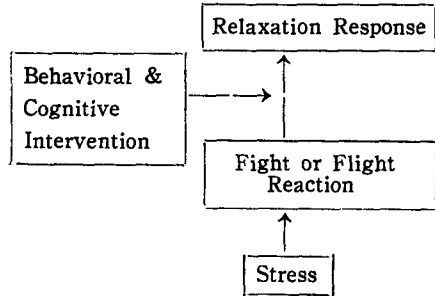 Relaxation Response
Behavioral &
Cognitive
Intervention
Fight or Flight
Reaction
Stress